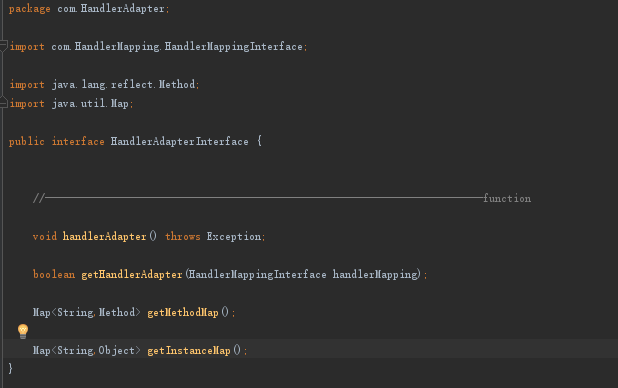 package com.HandlerAdapter;
import com.HandlerMapping.HandlerMappingInterface;
import java.lang.reflect.Method;
import java.util.Map;
public interface HandlerAdapterInterface {
//————————————————————————————————————function
void handlerAdapter() throws Exception;
boolean getHandlerAdapter(HandlerMappingInterface handlerMapping);
Map<String,Method> getMethodMap();
Map<String,Object> getInstanceMap();
}